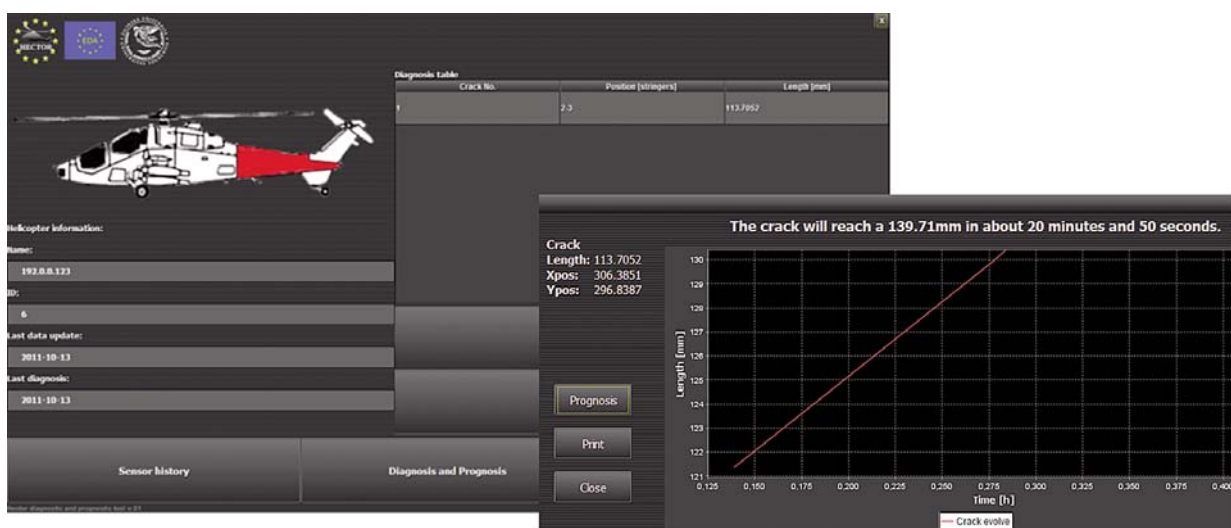 HECTOR
EDA
x
Diagnosis table
Crack No. Position [stringers] Length [mm]
1 2-3 113.7052
Helicopter information:
Name:
192.0.0.123
ID:
6
Last data update:
2011-10-13
Last diagnosis:
2011-10-13
Sensor history
Diagnosis and Prognosis
The crack will reach a 139.71mm in about 20 minutes and 50 seconds.
Crack
Length: 113.7052
Xpos: 306.3851
Ypos: 296.8387
Prognosis
Print
Close
Length [mm]
130
129
128
127
126
125
124
123
122
121
0,125 0,150 0,175 0,200 0,225 0,250 0,275 0,300 0,325 0,350 0,375 0,400
Time [h]
Crack evolve